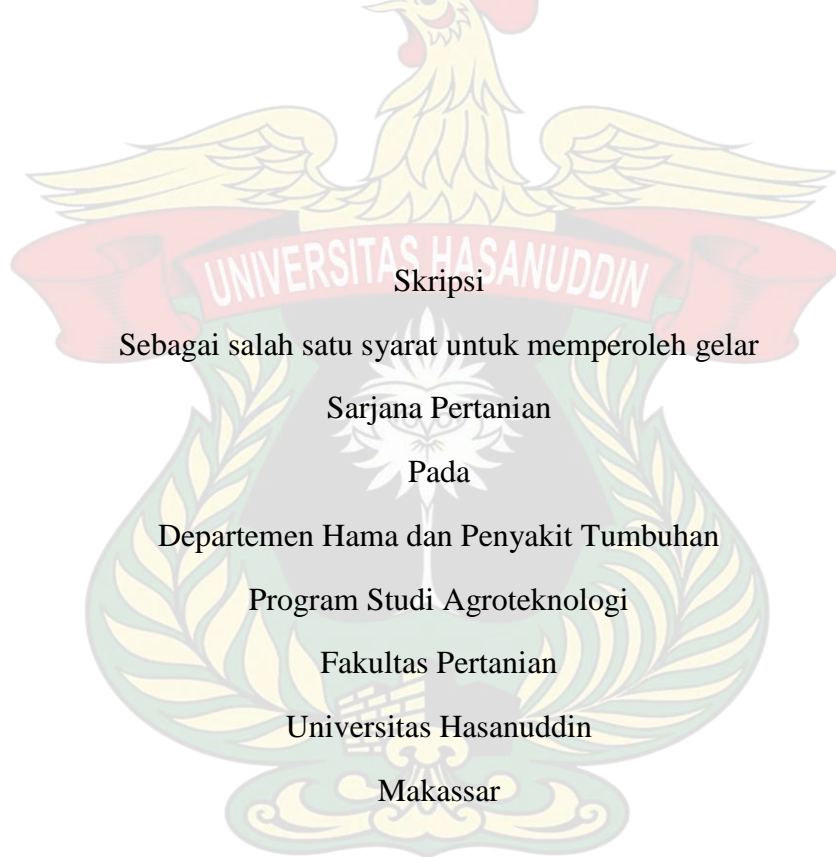 UNIVERSITAS HASANUDDIN
Skripsi
Sebagai salah satu syarat untuk memperoleh gelar
Sarjana Pertanian
Pada
Departemen Hama dan Penyakit Tumbuhan
Program Studi Agroteknologi
Fakultas Pertanian
Universitas Hasanuddin
Makassar